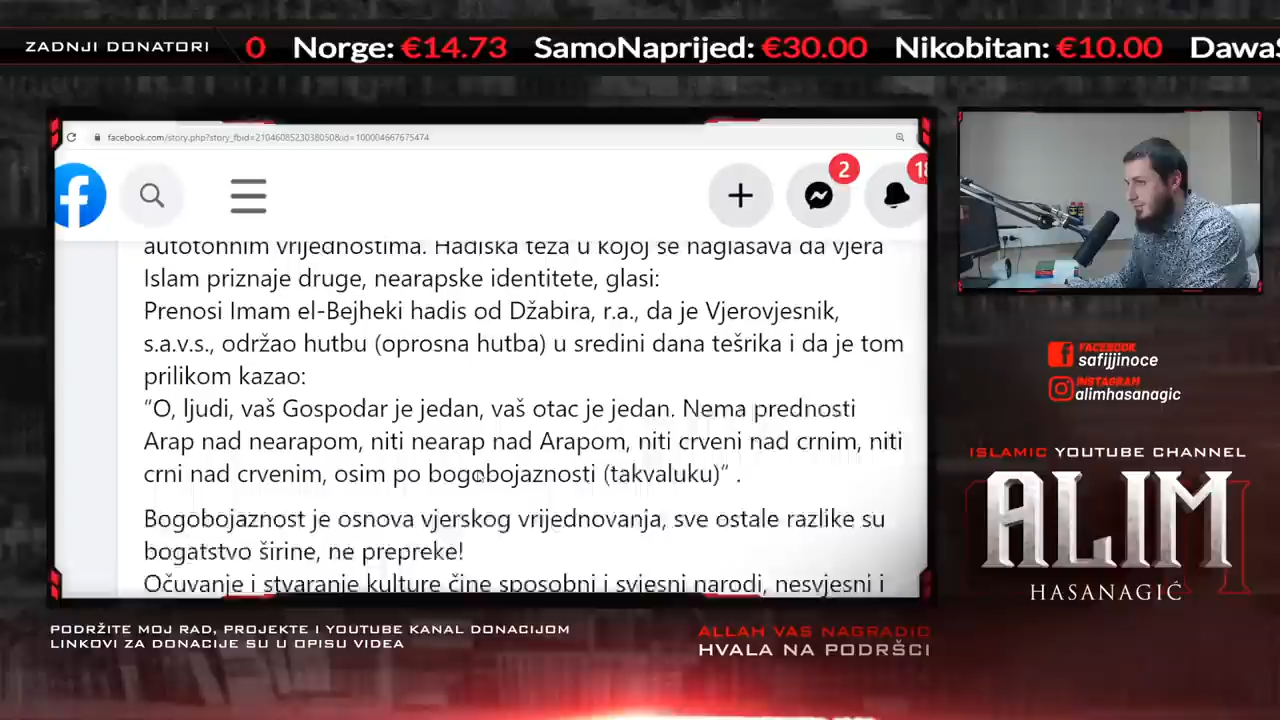 ZADNJI DONATORI
0 Norge: €14.73 SamoNaprijed: €30.00 Nikobitan: €10.00 Dawa
facebook.com/story.php?story_fbid=2104608523038050&id=100004667675474
2
autotohnim vrijednostima. Hadiska teza u kojoj se naglašava da vjera
Islam priznaje druge, nearapske identitete, glasi:
Prenosi Imam el-Bejheki hadis od Džabira, r.a., da je Vjerovjesnik,
s.a.v.s., održao hutbu (oprosna hutba) u sredini dana tešrika i da je tom
prilikom kazao:
“O, ljudi, vaš Gospodar je jedan, vaš otac je jedan. Nema prednosti
Arap nad nearapom, niti nearap nad Arapom, niti crveni nad crnim, niti
crni nad crvenim, osim po bogobojaznosti (takvaluku)“ .
Bogobojaznost je osnova vjerskog vrijednovanja, sve ostale razlike su
bogatstvo širine, ne prepreke!
Očuvanje i stvaranje kulture čine sposobni i svjesni narodi, nesvjesni i
FACEBOOK
safijjinoce
INSTAGRAM
alimhasanagic
ISLAMIC YOUTUBE CHANNEL
ALIM
HASANAGIĆ
PODRŽITE MOJ RAD, PROJEKTE I YOUTUBE KANAL DONACIJOM
LINKOVI ZA DONACIJE SU U OPISU VIDEA
ALLAH VAS NAGRADIO
HVALA NA PODRŠCI